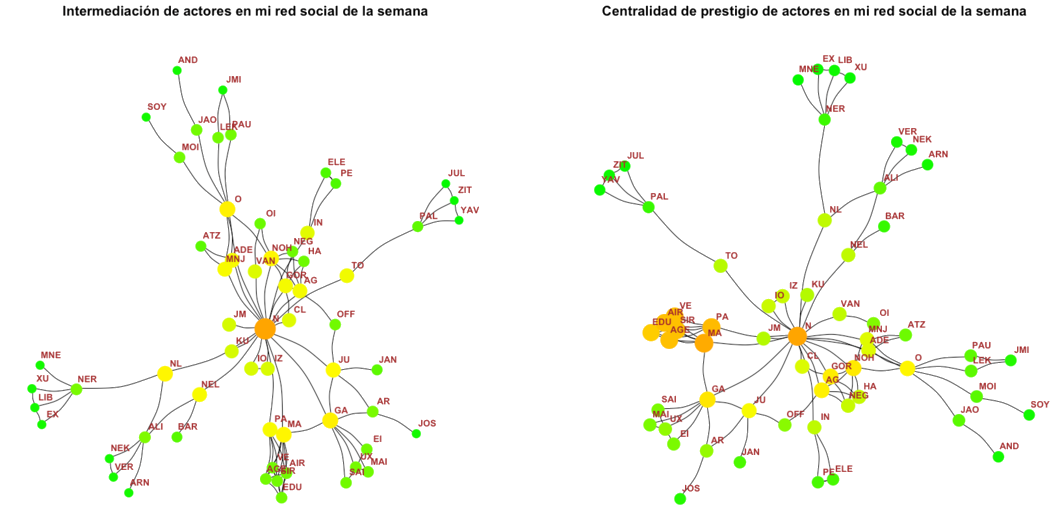 Intermediación de actores en mi red social de la semana
AND
JMI
SOY
JAO
LEK
PAU
MOI
ELE
PE
JUL
ZIT
YAV
O
OI
IN
PAL
ATZ
ADE
MNJ
VAN
NOH
NEG
HA
GOR
AG
TO
JM
N
CL
OFF
KU
IO
IZ
JU
JAN
MNE
NL
NER
XU
LIB
EX
NEL
AR
JOS
GA
PA
MA
ALI
BAR
NEK
VER
ARN
EI
UX
MAI
SAI
VE
AIR
AGE
SIR
EDU
Centralidad de prestigio de actores en mi red social de la semana
EX
LIB
MNE
XU
NER
VER
NEK
JUL
ZIT
ARN
YAV
PAL
ALI
NL
BAR
NEL
TO
IZ
KU
IO
VE
AIR
PA
EDU
SIR
AGE
MA
JM
N
VAN
OI
MNJ
ATZ
ADE
CL
NOH
O
PAU
JMI
LEK
GOR
AG
HA
NEG
MOI
SOY
SAI
GA
MAI
UX
EI
JU
OFF
IN
JAO
AR
JAN
AND
PE
ELE
JOS